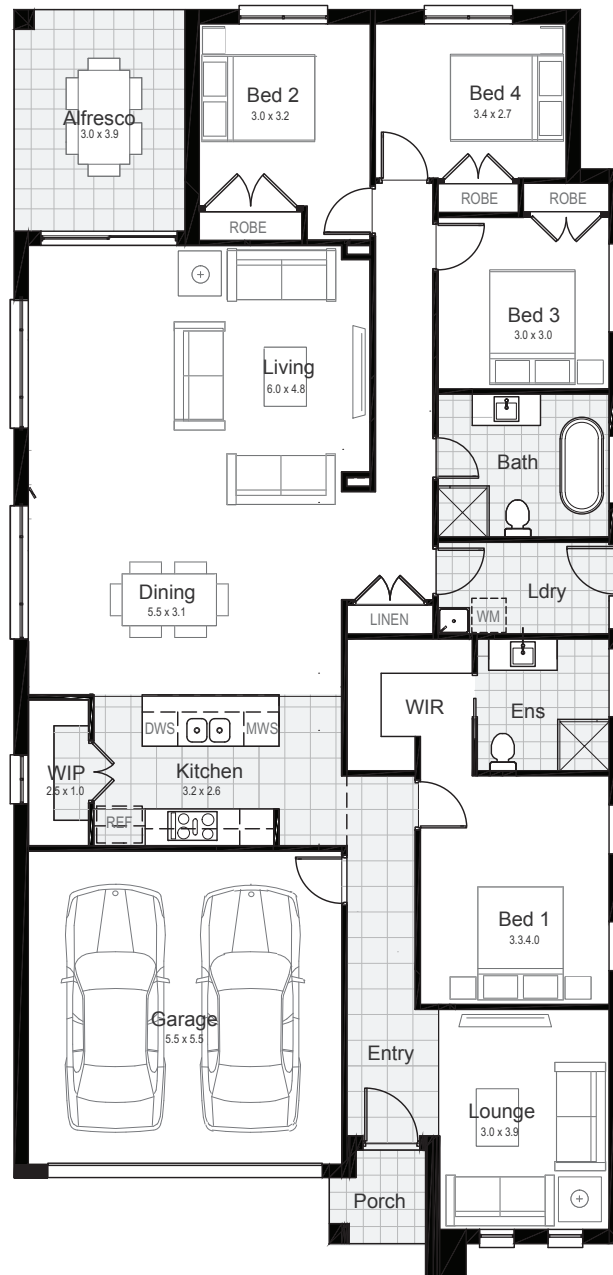 Alfresco
3.0 x 3.9
Bed 2
3.0 x 3.2
Bed 4
3.4 x 2.7
ROBE
ROBE
ROBE
Bed 3
3.0 x 3.0
Living
6.0 x 4.8
Bath
Dining
5.5 x 3.1
Ldry
LINEN
WM
WIR
Ens
DWS
MWS
WIP
2.5 x 1.0
Kitchen
3.2 x 2.6
REF
Bed 1
3.3.4.0
Garage
5.5 x 5.5
Entry
Lounge
3.0 x 3.9
Porch